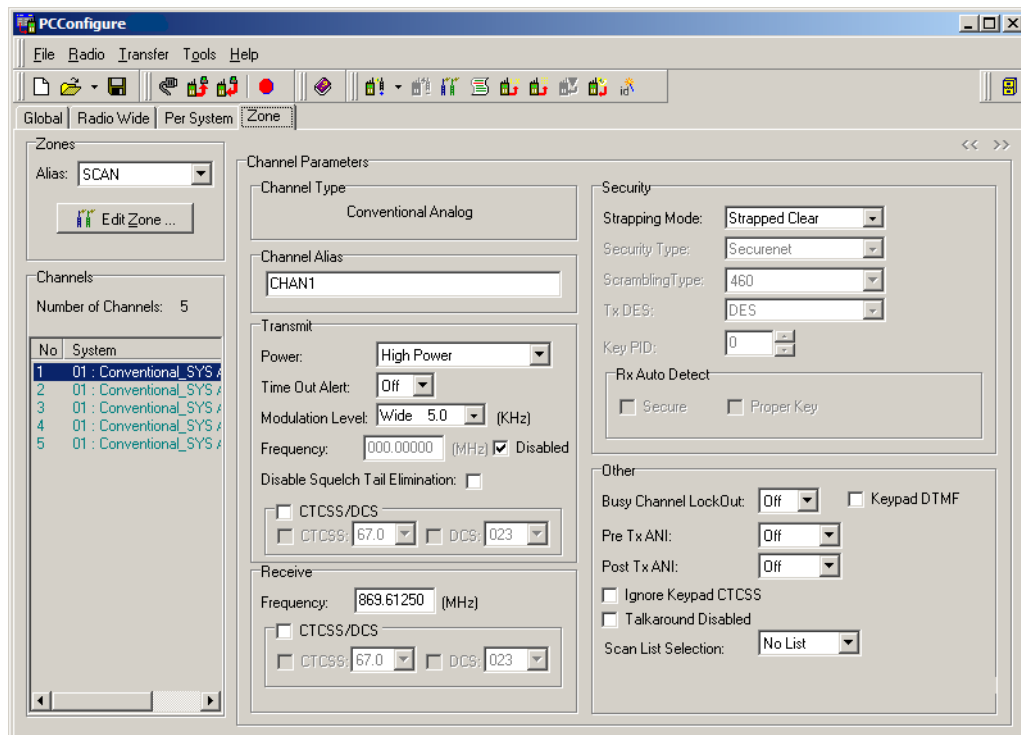 PCConfigure
File Radio Transfer Tools Help
id
Global Radio Wide Per System Zone
<< >>
Zones
Alias: SCAN
Edit Zone ...
Channels
Number of Channels: 5
No System
1 01 : Conventional_SYS
2 01 : Conventional_SYS
3 01 : Conventional_SYS
4 01 : Conventional_SYS
5 01 : Conventional_SYS
Channel Parameters
Channel Type
Conventional Analog
Channel Alias
CHAN1
Transmit
Power: High Power
Time Out Alert: Off
Modulation Level: Wide 5.0 (KHz)
Frequency: 000.00000 (MHz) Disabled
Disable Squelch Tail Elimination:
CTCSS/DCS
CTCSS: 67.0 DCS: 023
Receive
Frequency: 869.61250 (MHz)
CTCSS/DCS
CTCSS: 67.0 DCS: 023
Security
Strapping Mode: Strapped Clear
Security Type: Securenet
ScramblingType: 460
Tx DES: DES
Key PID: 0
Rx Auto Detect
Secure Proper Key
Other
Busy Channel LockOut: Off Keypad DTMF
Pre Tx ANI: Off
Post Tx ANI: Off
Ignore Keypad CTCSS
Talkaround Disabled
Scan List Selection: No List